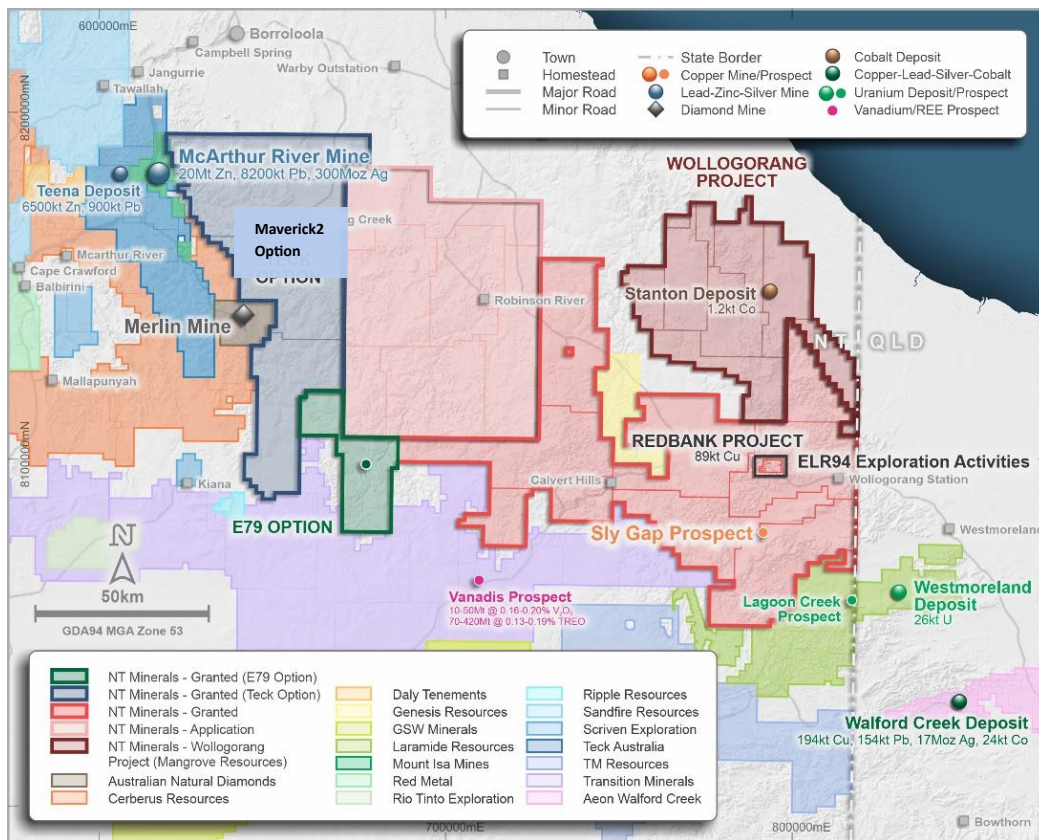 600000mE
Borroloola
Campbell Spring
Warby Outstation
Jangurrie
Tawallah
8200000mN
Town
Homestead
Major Road
Minor Road
State Border
Copper Mine/Prospect
Lead-Zinc-Silver Mine
Diamond Mine
Cobalt Deposit
Copper-Lead-Silver-Cobalt
Uranium Deposit/Prospect
Vanadium/REE Prospect
McArthur River Mine
20Mt Zn, 8200kt Pb, 300Moz Ag
Teena Deposit
6500kt Zn, 900kt Pb
WOLLOGORANG
PROJECT
Maverick2
Option
Creek
OPTION
Mcarthur River
Cape Crawford
Balbirini
Robinson River
Stanton Deposit
1.2kt Co
Merlin Mine
NT QLD
Mallapunyah
8100000mN
REDBANK PROJECT
89kt Cu
ELR94 Exploration Activities
Wollogorang Station
Kiana
Calvert Hills
E79 OPTION
Sly Gap Prospect
Westmoreland
N
50km
GDA94 MGA Zone 53
Vanadis Prospect
10-50Mt @ 0.16-0.20% V₂O₅
70-420Mt @ 0.13-0.19% TREO
Lagoon Creek
Prospect
Westmoreland
Deposit
26kt U
Walford Creek Deposit
194kt Cu, 154kt Pb, 17Moz Ag, 24kt Co
NT Minerals - Granted (E79 Option)
NT Minerals - Granted (Teck Option)
NT Minerals - Granted
NT Minerals - Application
NT Minerals - Wollogorang
Project (Mangrove Resources)
Australian Natural Diamonds
Cerberus Resources
Daly Tenements
Genesis Resources
GSW Minerals
Laramide Resources
Mount Isa Mines
Red Metal
Rio Tinto Exploration
Ripple Resources
Sandfire Resources
Scriven Exploration
Teck Australia
TM Resources
Transition Minerals
Aeon Walford Creek
Bowthorn
700000mE
800000mE